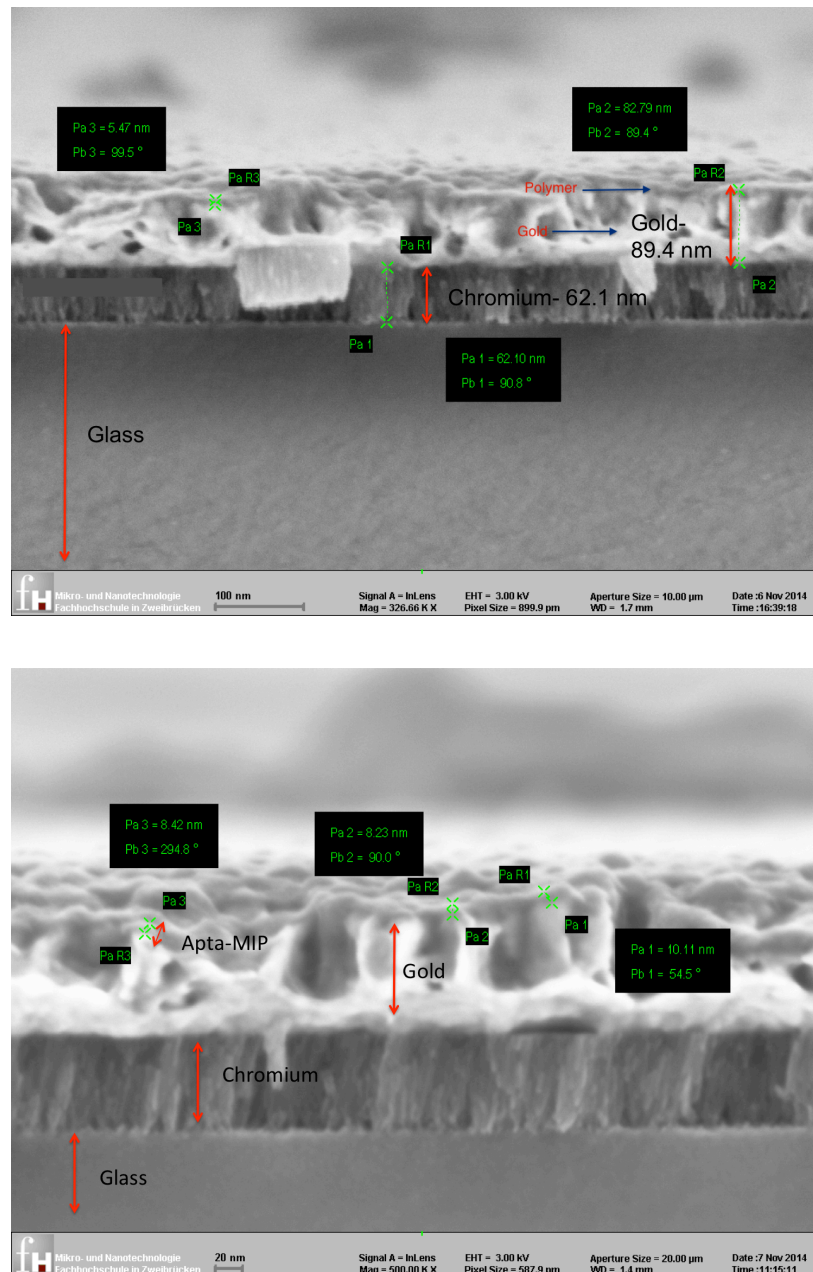 Pa 3 = 5.47 nm
Pb 3 = 99.5 °
Pa 2 = 82.79 nm
Pb 2 = 89.4 °
Pa R3
Pa R2
Polymer
Pa 3
Gold
Gold-
89.4 nm
Pa R1
Pa 2
Chromium- 62.1 nm
Pa 1
Pa 1 = 62.10 nm
Pb 1 = 90.8 °
Glass
fH
Mikro- und Nanotechnologie
Fachhochschule in Zweibrücken
100 nm
Signal A = InLens
Mag = 326.66 K X
EHT = 3.00 kV
Pixel Size = 899.9 pm
Aperture Size = 10.00 µm
WD = 1.7 mm
Date :6 Nov 2014
Time :16:39:18
Pa 3 = 8.42 nm
Pb 3 = 294.8 °
Pa 2 = 8.23 nm
Pb 2 = 90.0 °
Pa R1
Pa R2
Pa 3
Pa 1
Pa 2
Apta-MIP
Pa R3
Gold
Pa 1 = 10.11 nm
Pb 1 = 54.5 °
Chromium
Glass
fH
Mikro- und Nanotechnologie
Fachhochschule in Zweibrücken
20 nm
Signal A = InLens
Mag = 500.00 K X
EHT = 3.00 kV
Pixel Size = 587.9 pm
Aperture Size = 20.00 µm
WD = 1.4 mm
Date :7 Nov 2014
Time :11:15:11